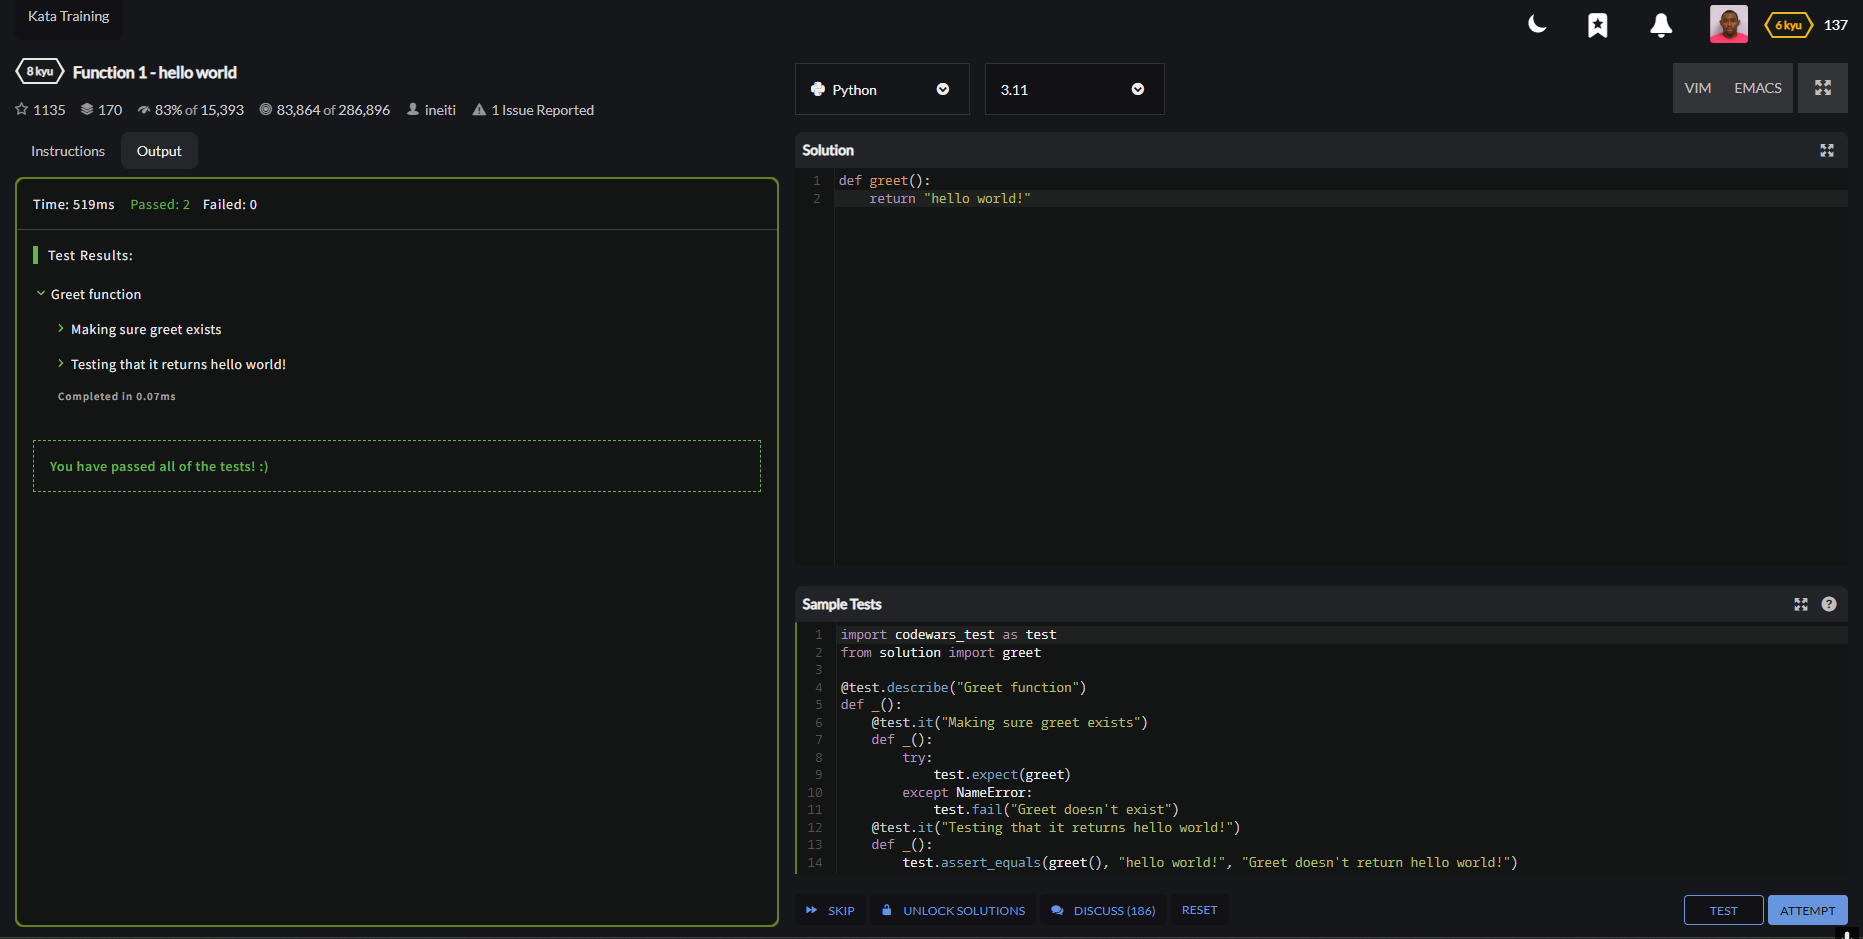 Kata Training
6 kyu 137
8 kyu Function 1 - hello world
1135 170 83% of 15,393 83,864 of 286,896 ineiti 1 Issue Reported
Instructions Output
Time: 519ms Passed: 2 Failed: 0
Test Results:
Greet function
Making sure greet exists
Testing that it returns hello world!
Completed in 0.07ms
You have passed all of the tests! :)
Python 3.11 VIM EMACS
Solution
1 def greet():
2     return "hello world!"
Sample Tests
1 import codewars_test as test
2 from solution import greet
3
4 @test.describe("Greet function")
5 def _():
6     @test.it("Making sure greet exists")
7     def _():
8         try:
9             test.expect(greet)
10         except NameError:
11             test.fail("Greet doesn't exist")
12     @test.it("Testing that it returns hello world!")
13     def _():
14         test.assert_equals(greet(), "hello world!", "Greet doesn't return hello world!")
SKIP UNLOCK SOLUTIONS DISCUSS (186) RESET TEST ATTEMPT